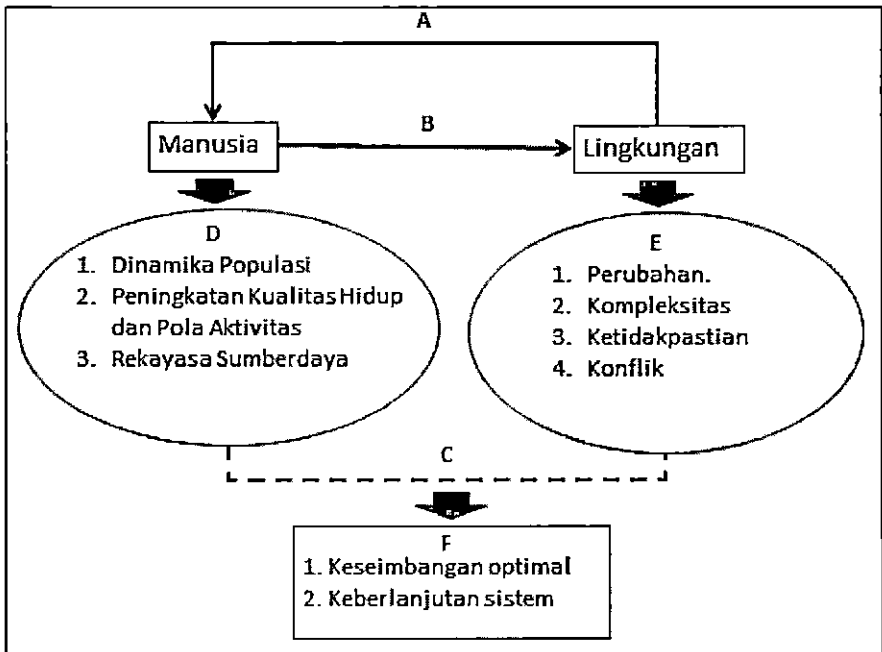 A
B
Manusia
Lingkungan
D
1. Dinamika Populasi
2. Peningkatan Kualitas Hidup
dan Pola Aktivitas
3. Rekayasa Sumberdaya
E
1. Perubahan.
2. Kompleksitas
3. Ketidakpastian
4. Konflik
C
F
1. Keseimbangan optimal
2. Keberlanjutan sistem